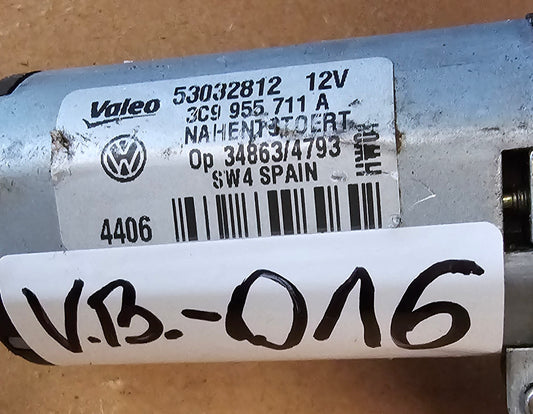 Valeo 53032812 12V
3C9 955 711 A
NAHENTSTOERT
Op 34863/4793
SW4 SPAIN
4406
V.B.-016